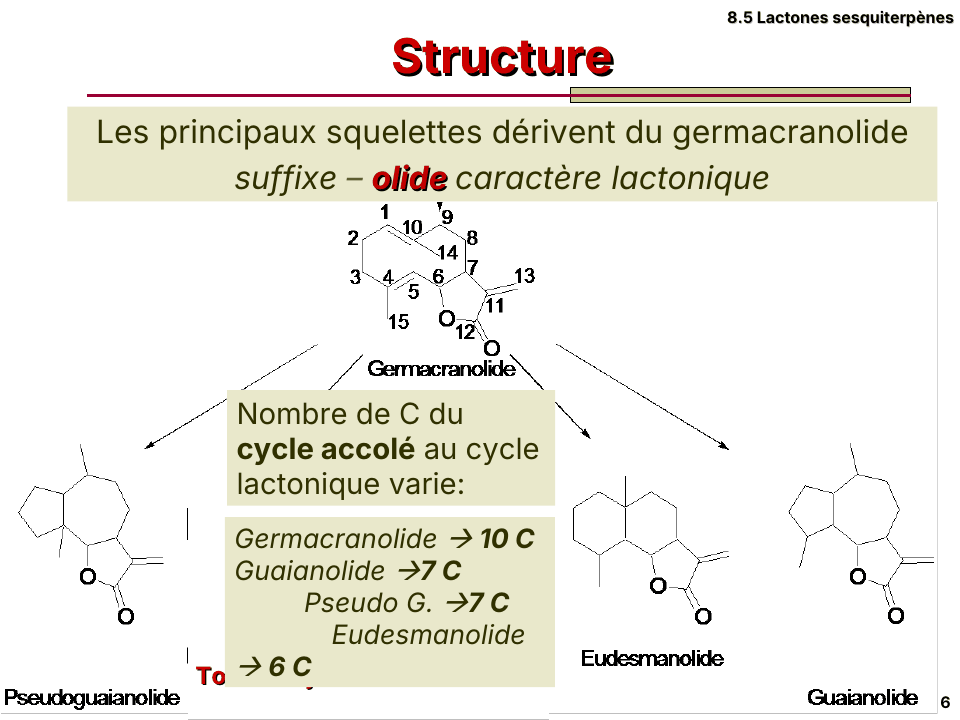 8.5 Lactones sesquiterpènes
Structure
Les principaux squelettes dérivent du germacranolide
suffixe – olide caractère lactonique
1
9
10
2
8
14
7
3
4
6
13
5
11
15
O
12
O
Germacranolide
Nombre de C du
cycle accolé au cycle
lactonique varie:
Germacranolide → 10 C
Guaianolide →7 C
Pseudo G. →7 C
Eudesmanolide
→ 6 C
O
O
O
O
O
O
Eudesmanolide
Pseudoguaianolide
Guaianolide
6